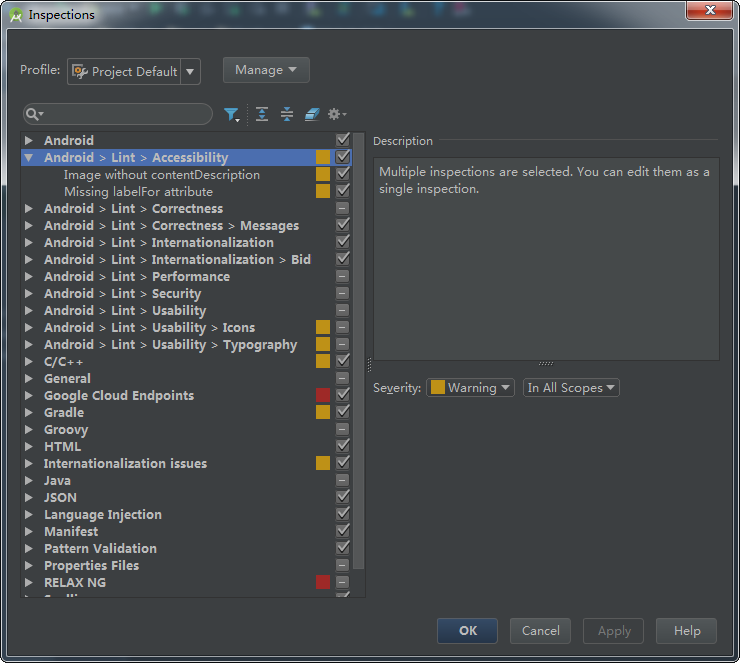 Inspections
Profile: Project Default Manage
Android
Android > Lint > Accessibility
Image without contentDescription
Missing labelFor attribute
Android > Lint > Correctness
Android > Lint > Correctness > Messages
Android > Lint > Internationalization
Android > Lint > Internationalization > Bid
Android > Lint > Performance
Android > Lint > Security
Android > Lint > Usability
Android > Lint > Usability > Icons
Android > Lint > Usability > Typography
C/C++
General
Google Cloud Endpoints
Gradle
Groovy
HTML
Internationalization issues
Java
JSON
Language Injection
Manifest
Pattern Validation
Properties Files
RELAX NG
Description
Multiple inspections are selected. You can edit them as a
single inspection.
Severity: Warning In All Scopes
OK Cancel Apply Help